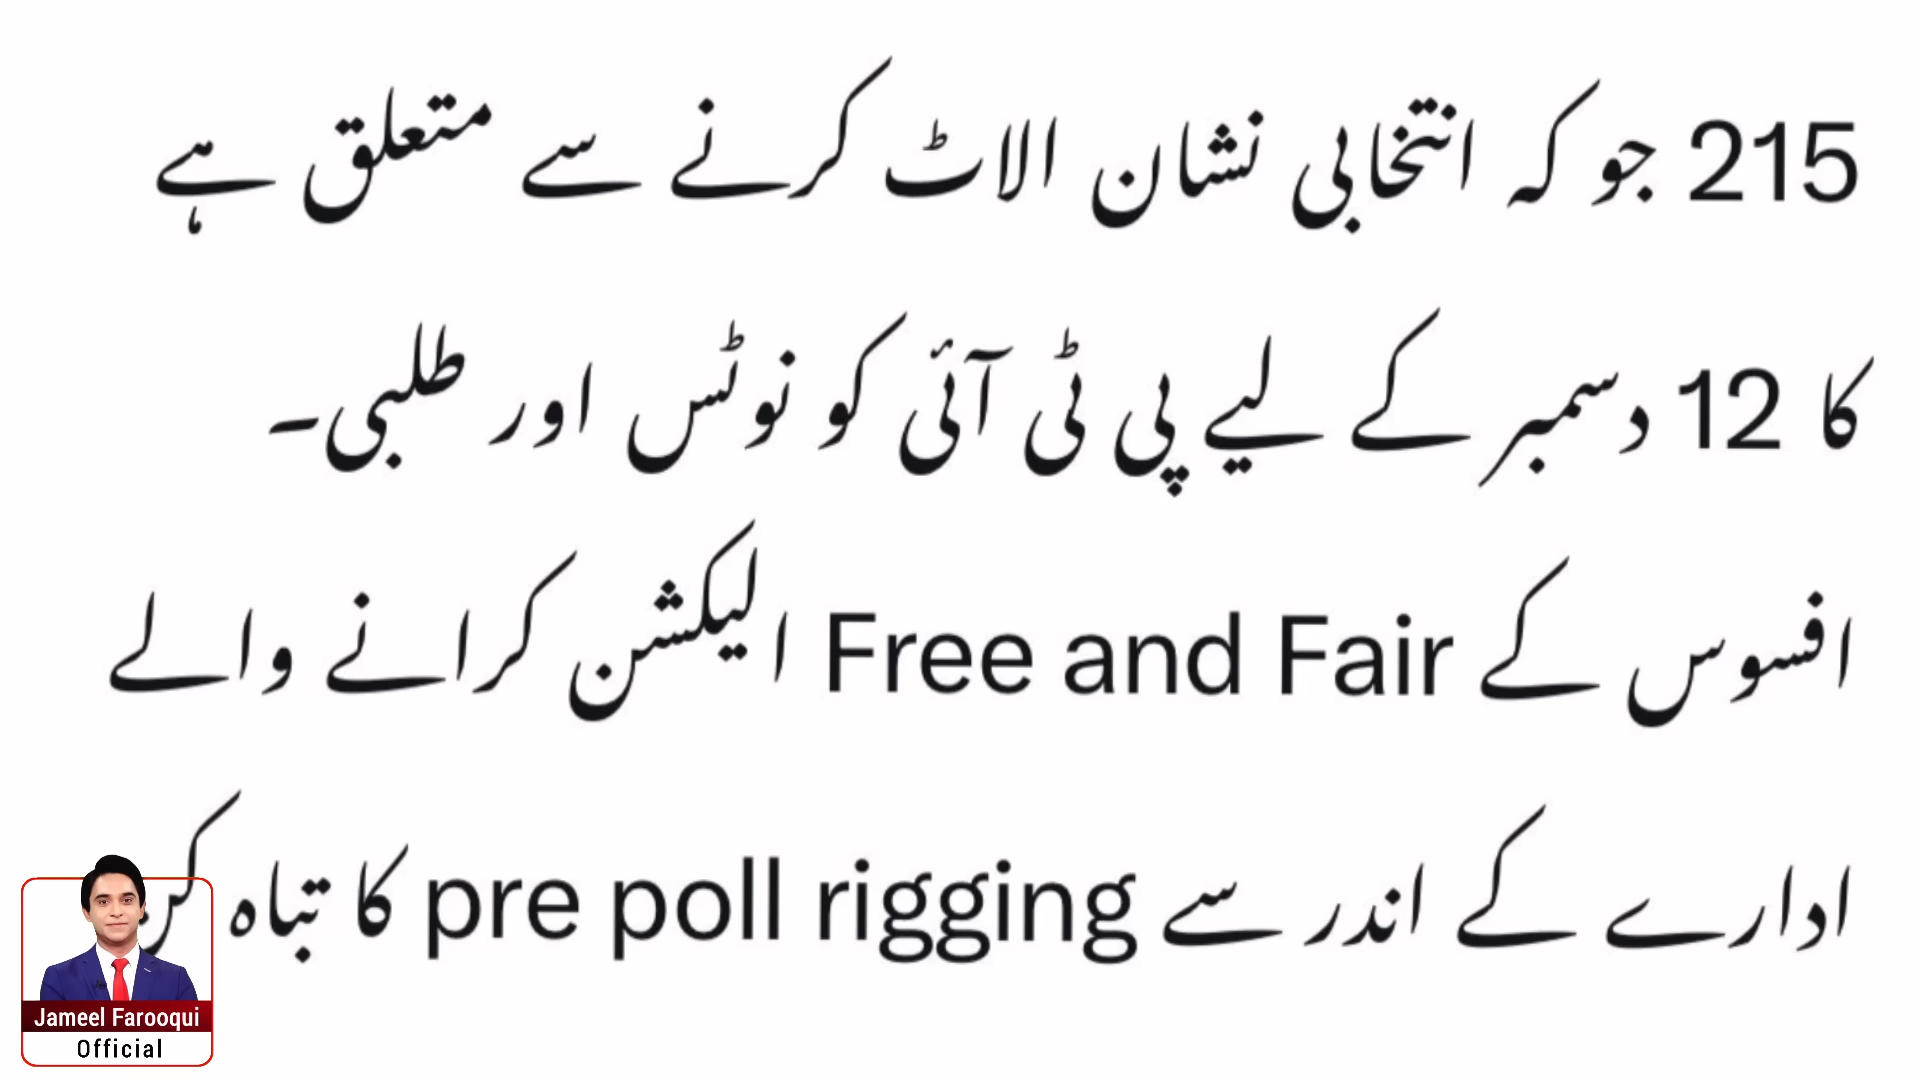 215 جو کہ انتخابی نشان الاٹ کرنے سے متعلق ہے
کا 12 دسمبر کے لیے پی ٹی آئی کو نوٹس اور طلبی۔
افسوس کے Free and Fair الیکشن کرانے والے
ادارے کے اندر سے pre poll rigging کا تباہ کن
Jameel Farooqui
Official